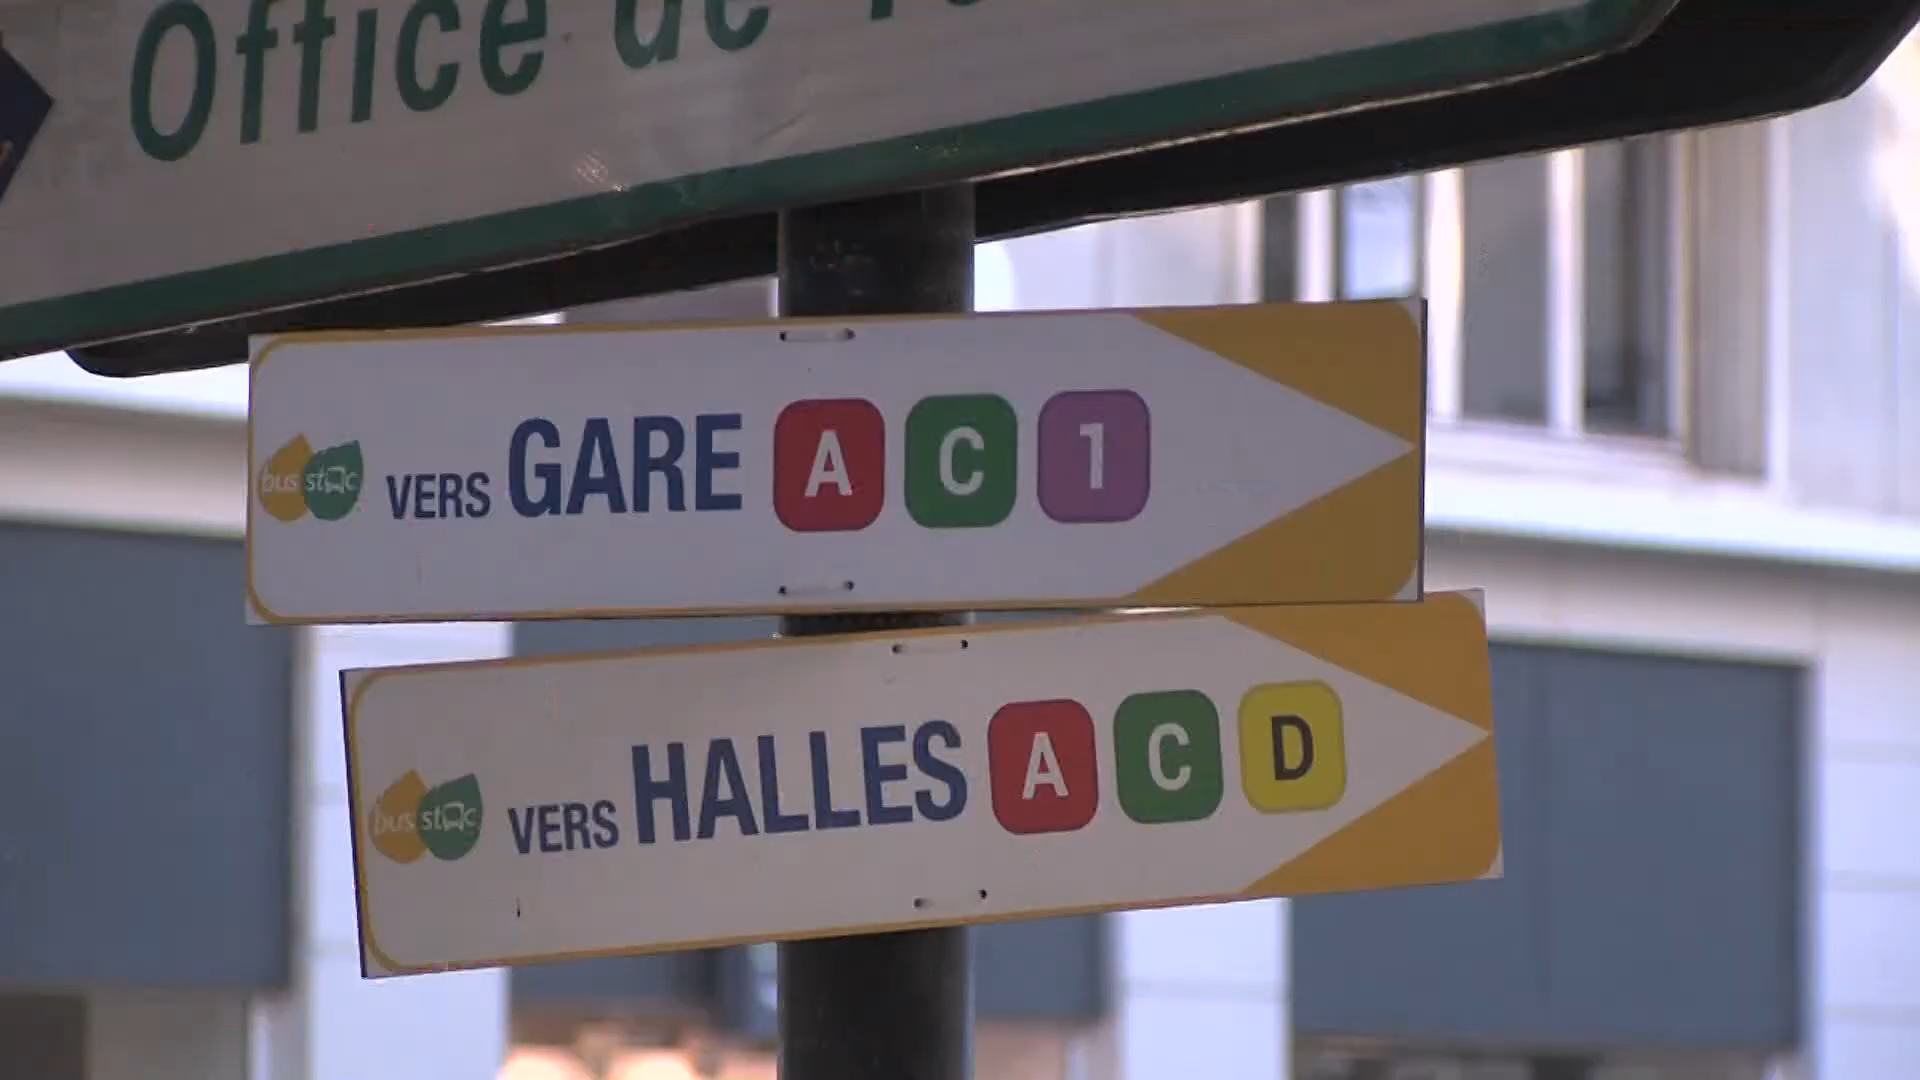 Office de
bus stac VERS GARE A C 1
bus stac VERS HALLES A C D